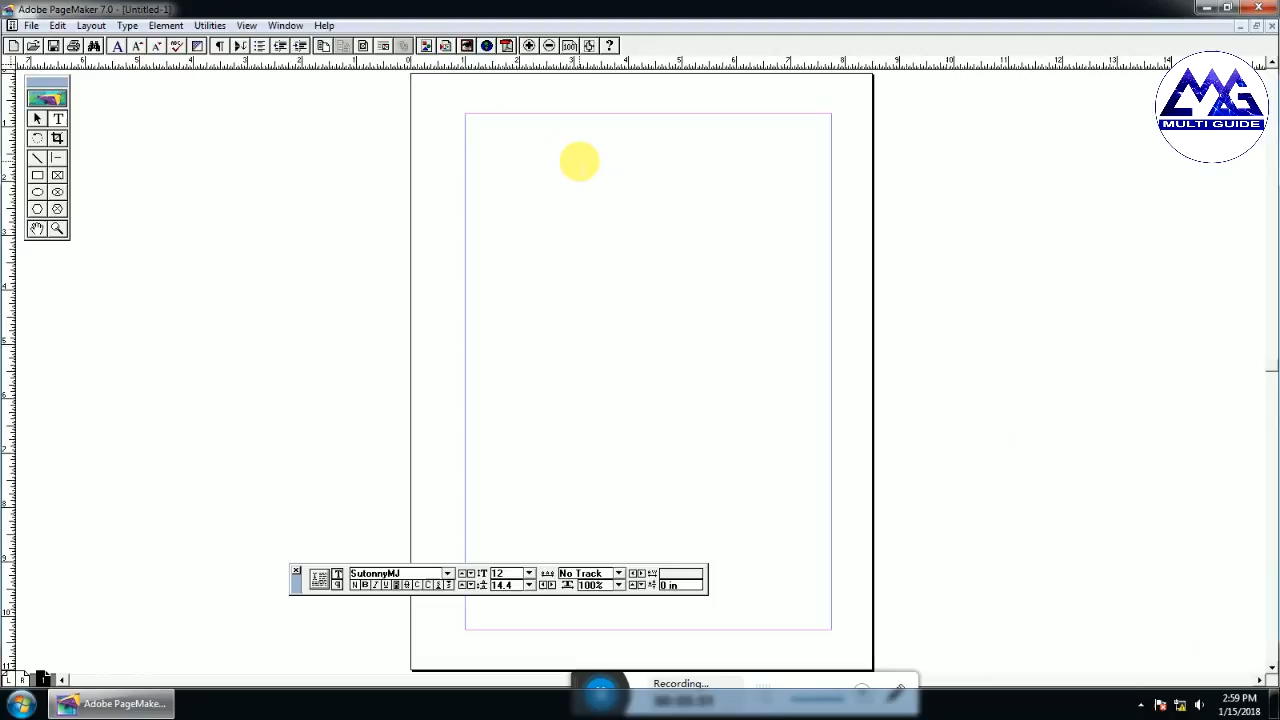 Adobe PageMaker 7.0 - [Untitled-1]
File Edit Layout Type Element Utilities View Window Help
MULTI GUIDE
SutonnyMJ 12 No Track
14.4 100% 0 in
L R 1
Recording...
Adobe PageMake...
2:59 PM
1/15/2018